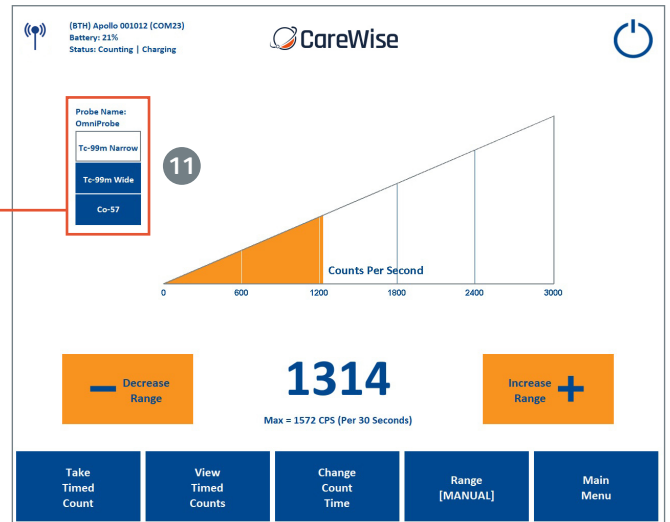 (BTH) Apollo 001012 (COM23)
Battery: 21%
Status: Counting | Charging
CareWise
Probe Name:
OmniProbe
Tc-99m Narrow
Tc-99m Wide
Co-57
11
Counts Per Second
0 600 1200 1800 2400 3000
Decrease
Range
1314
Max = 1572 CPS (Per 30 Seconds)
Increase
Range
Take
Timed
Count
View
Timed
Counts
Change
Count
Time
Range
[MANUAL]
Main
Menu